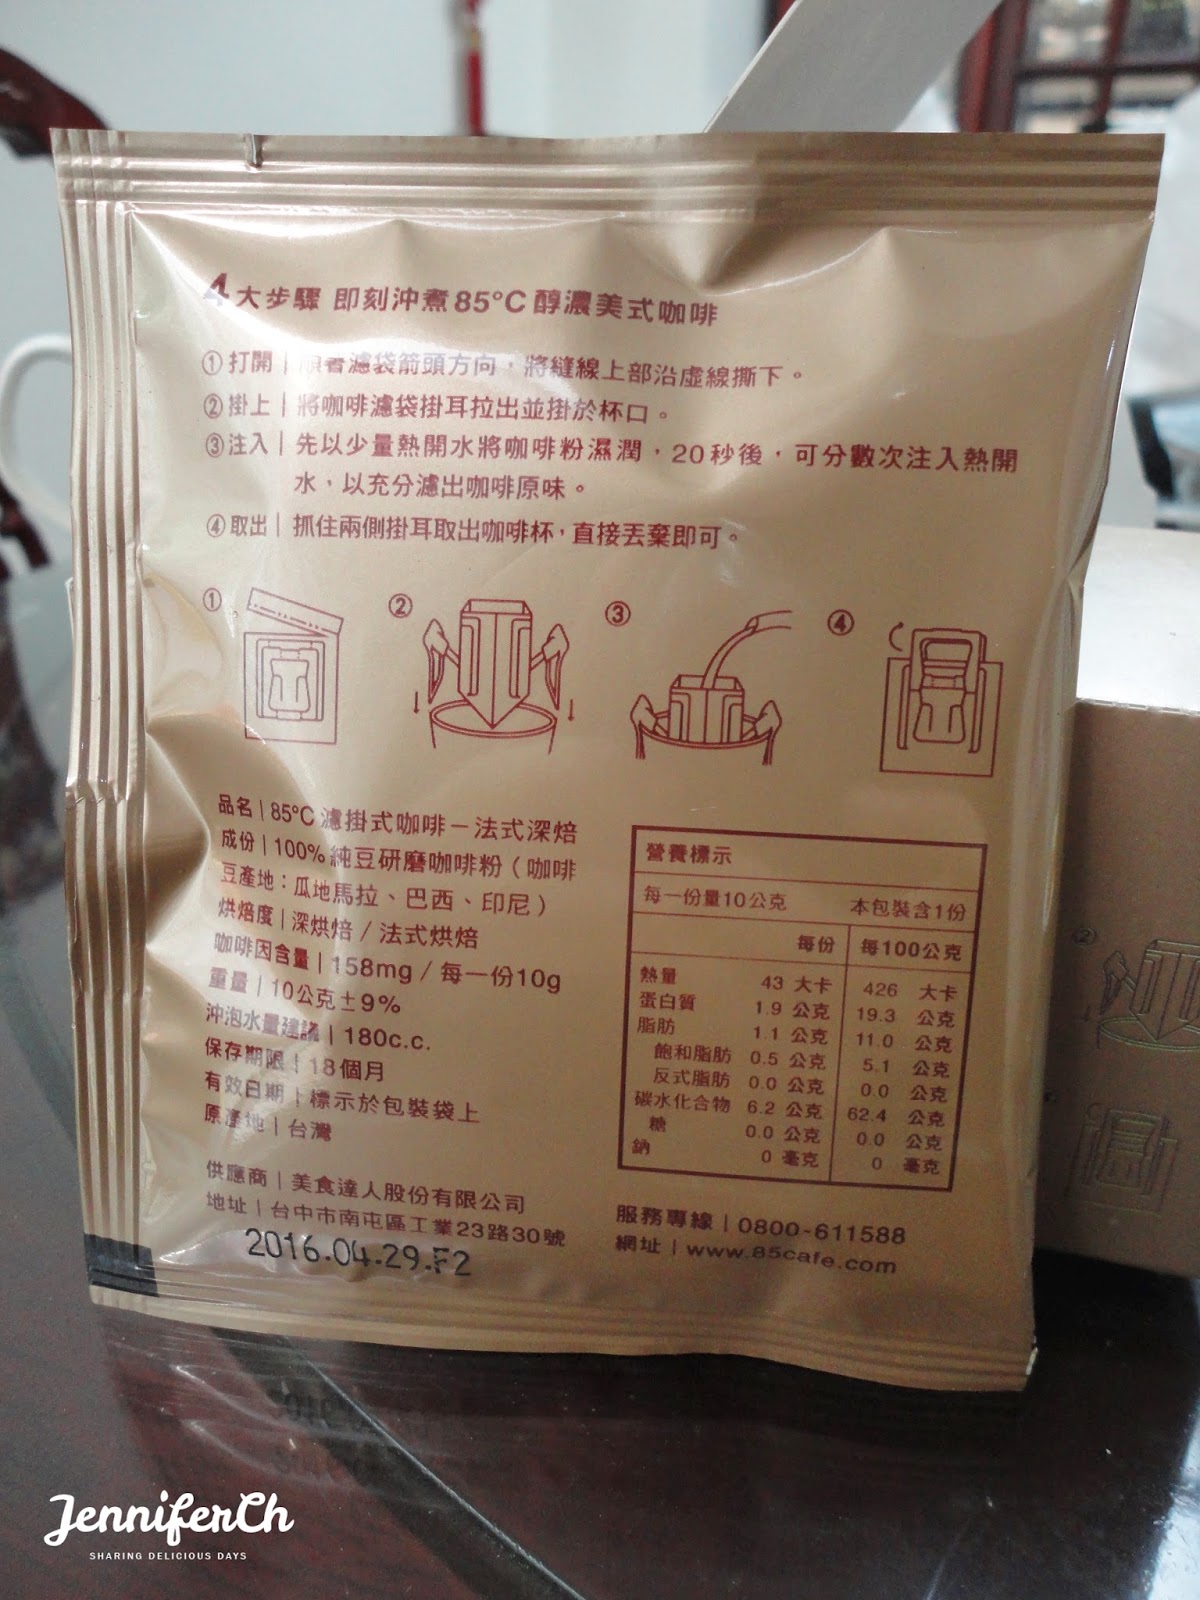 4大步驟 即刻沖煮85°C醇濃美式咖啡
①打開｜順著濾袋箭頭方向，將縫線上部沿虛線撕下。
②掛上｜將咖啡濾袋掛耳拉出並掛於杯口。
③注入｜先以少量熱開水將咖啡粉濕潤，20秒後，可分數次注入熱開
水，以充分濾出咖啡原味。
④取出｜抓住兩側掛耳取出咖啡杯，直接丟棄即可。
① ② ③ ④
品名｜85°C濾掛式咖啡－法式深焙
成份｜100%純豆研磨咖啡粉（咖啡
豆產地：瓜地馬拉、巴西、印尼）
烘焙度｜深烘焙／法式烘焙
咖啡因含量｜158mg／每一份10g
重量｜10公克±9%
沖泡水量建議｜180c.c.
保存期限｜18個月
有效日期｜標示於包裝袋上
原產地｜台灣
供應商｜美食達人股份有限公司
地址｜台中市南屯區工業23路30號
2016.04.29.F2
營養標示
每一份量10公克 本包裝含1份
每份 每100公克
熱量 43 大卡 426 大卡
蛋白質 1.9 公克 19.3 公克
脂肪 1.1 公克 11.0 公克
飽和脂肪 0.5 公克 5.1 公克
反式脂肪 0.0 公克 0.0 公克
碳水化合物 6.2 公克 62.4 公克
糖 0.0 公克 0.0 公克
鈉 0 毫克 0 毫克
服務專線｜0800-611588
網址｜www.85cafe.com
②
JenniferCh
SHARING DELICIOUS DAYS